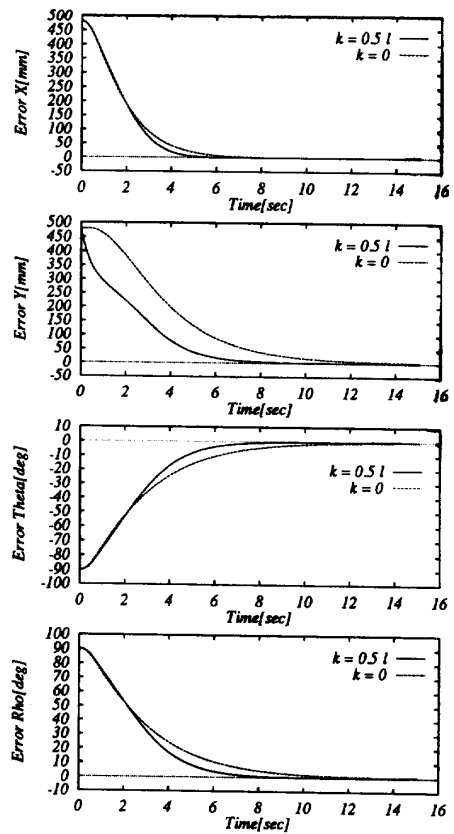 Error X[mm]
500
450
400
350
300
250
200
150
100
50
0
-50
k = 0.5 l
k = 0
0 2 4 6 8 10 12 14 16
Time[sec]
Error Y[mm]
500
450
400
350
300
250
200
150
100
50
0
-50
k = 0.5 l
k = 0
0 2 4 6 8 10 12 14 16
Time[sec]
Error Theta[deg]
10
0
-10
-20
-30
-40
-50
-60
-70
-80
-90
-100
k = 0.5 l
k = 0
0 2 4 6 8 10 12 14 16
Time[sec]
Error Rho[deg]
100
90
80
70
60
50
40
30
20
10
0
-10
k = 0.5 l
k = 0
0 2 4 6 8 10 12 14 16
Time[sec]